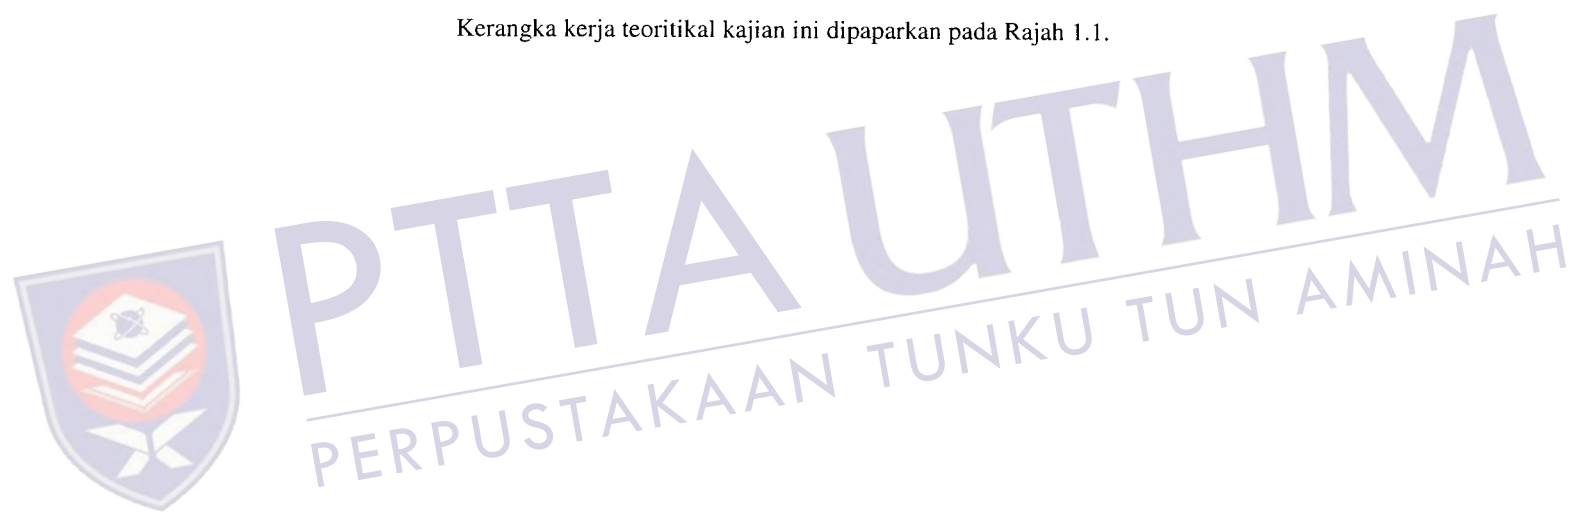 Kerangka kerja teoritikal kajian ini dipaparkan pada Rajah 1.1.
PTTA UTHM
PERPUSTAKAAN TUNKU TUN AMINAH